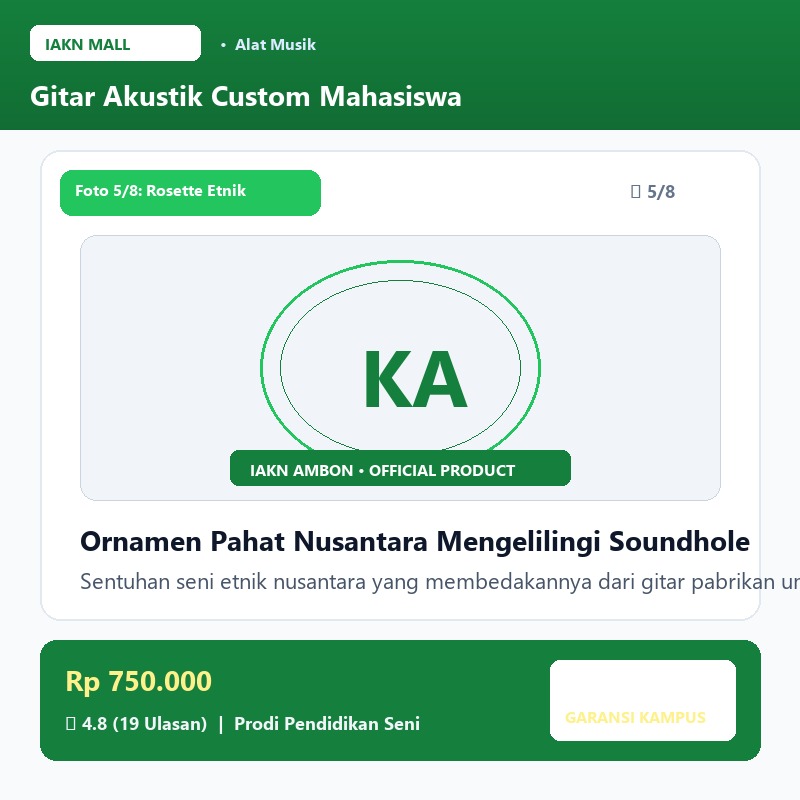 IAKN MALL
• Alat Musik
Gitar Akustik Custom Mahasiswa
Foto 5/8: Rosette Etnik
5/8
KA
IAKN AMBON • OFFICIAL PRODUCT
Ornamen Pahat Nusantara Mengelilingi Soundhole
Sentuhan seni etnik nusantara yang membedakannya dari gitar pabrikan
Rp 750.000
4.8 (19 Ulasan) | Prodi Pendidikan Seni
GARANSI KAMPUS